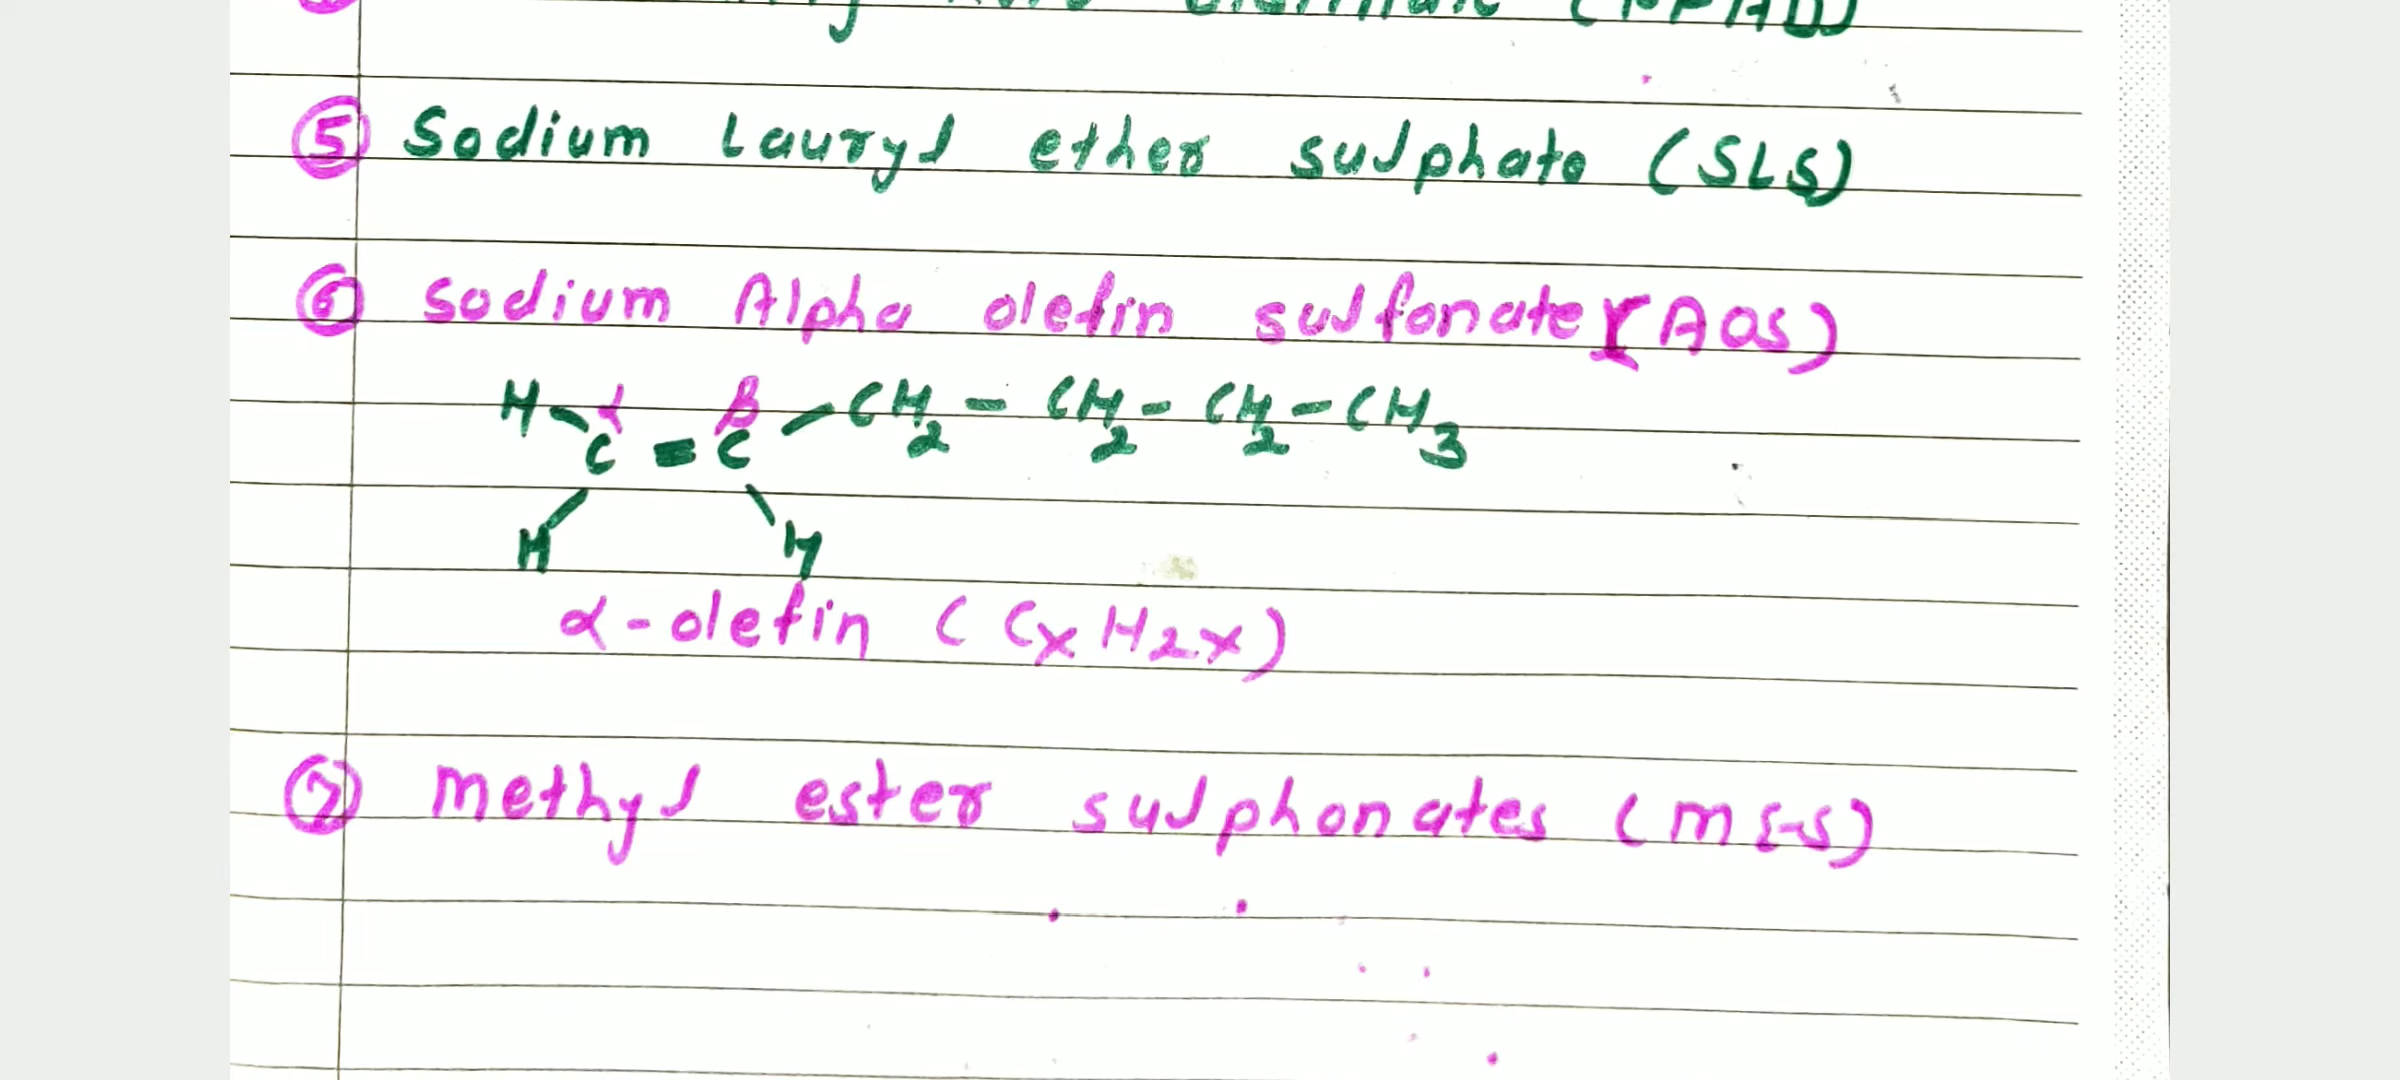 ⑤ Sodium Lauryl ether sulphate (SLS)
⑥ sodium Alpha olefin sulfonate (AOS)
H α β CH2 - CH2 - CH2 - CH3
C = C
H H
α-olefin (CxH2x)
⑦ methyl ester sulphonates (MES)